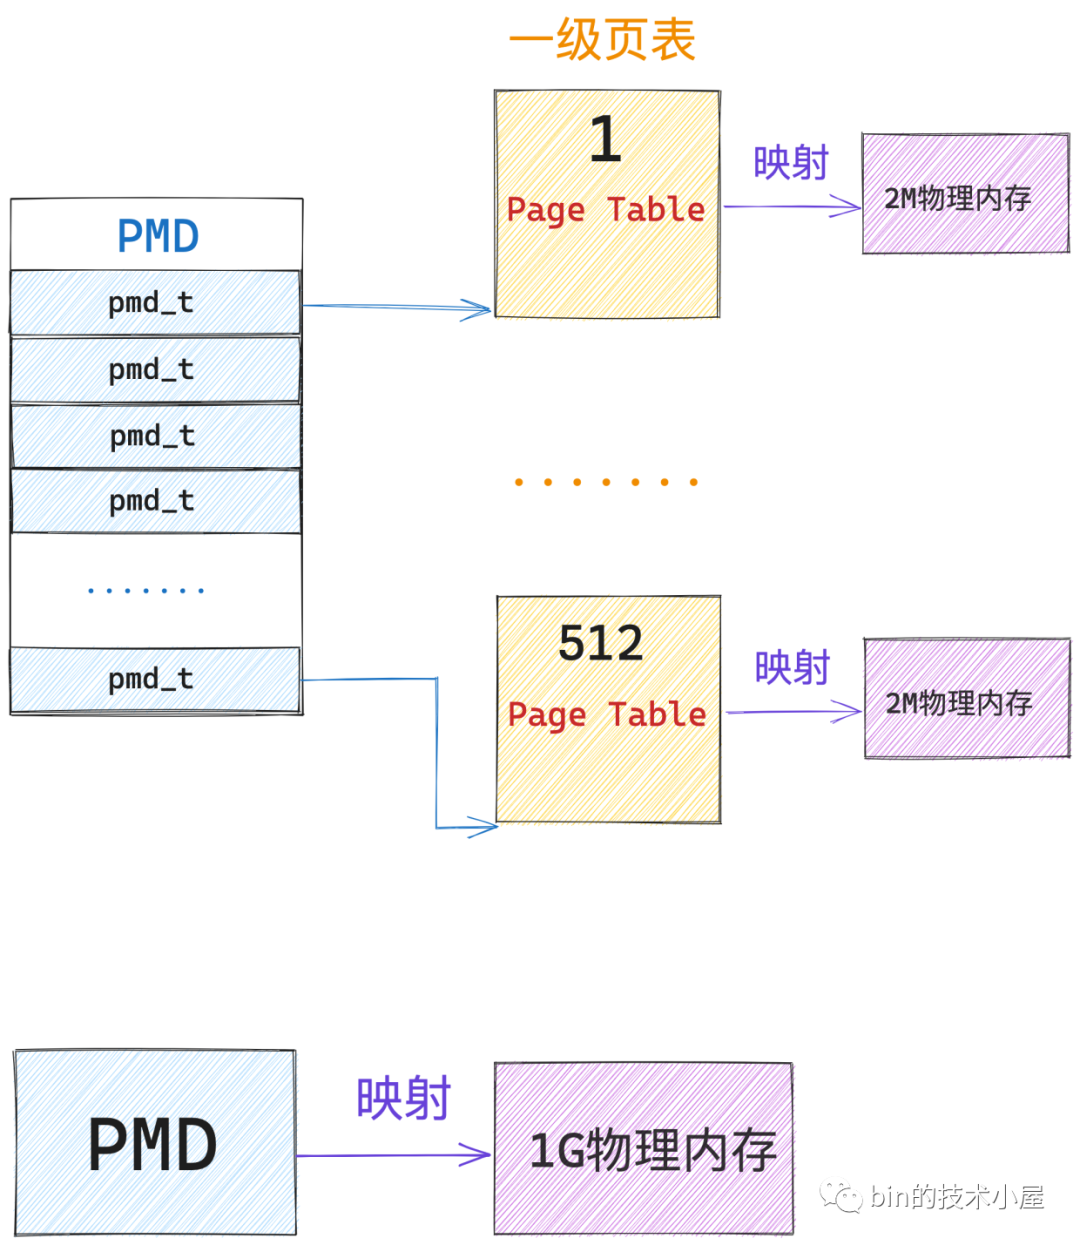 一级页表
1
Page Table
映射
2M物理内存
PMD
pmd_t
pmd_t
pmd_t
pmd_t
.......
pmd_t
.......
512
Page Table
映射
2M物理内存
PMD
映射
1G物理内存
bin的技术小屋